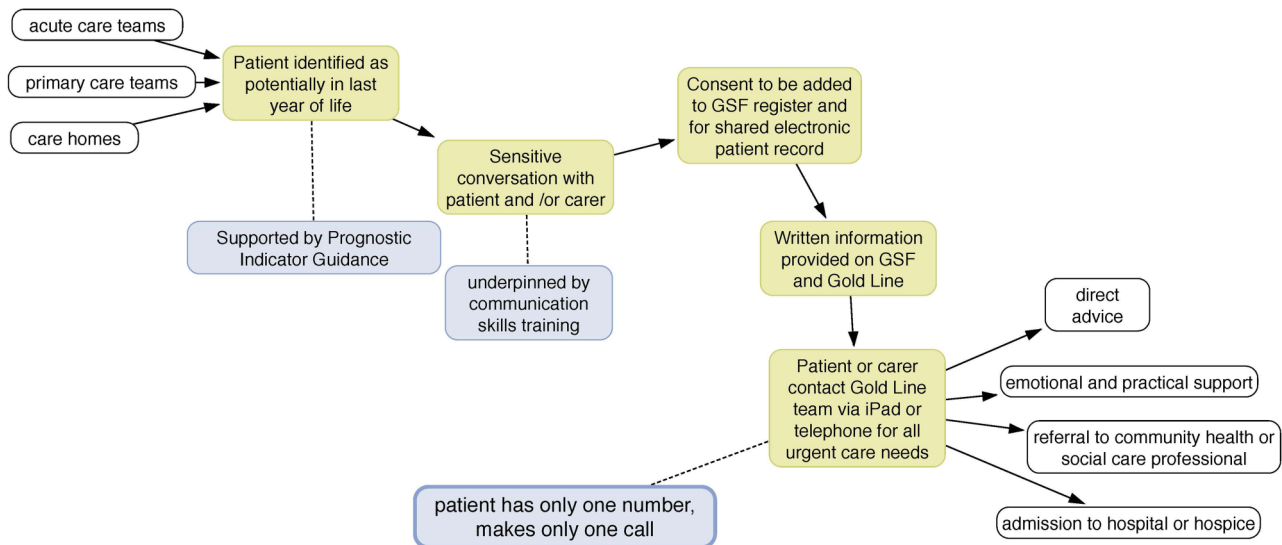 acute care teams
primary care teams
care homes
Patient identified as
potentially in last
year of life
Supported by Prognostic
Indicator Guidance
Sensitive
conversation with
patient and /or carer
underpinned by
communication
skills training
Consent to be added
to GSF register and
for shared electronic
patient record
Written information
provided on GSF
and Gold Line
Patient or carer
contact Gold Line
team via iPad or
telephone for all
urgent care needs
patient has only one number,
makes only one call
direct
advice
emotional and practical support
referral to community health or
social care professional
admission to hospital or hospice